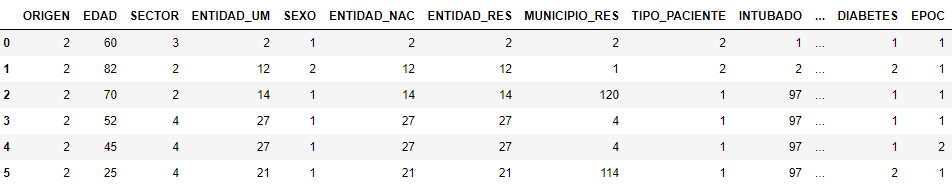 ORIGEN EDAD SECTOR ENTIDAD_UM SEXO ENTIDAD_NAC ENTIDAD_RES MUNICIPIO_RES TIPO_PACIENTE INTUBADO ... DIABETES EPOC
0 2 60 3 2 1 2 2 2 2 1 ... 1 1
1 2 82 2 12 2 12 12 1 2 2 ... 2 1
2 2 70 2 14 1 14 14 120 1 97 ... 1 1
3 2 52 4 27 1 27 27 4 1 97 ... 1 1
4 2 45 4 27 1 27 27 4 1 97 ... 1 2
5 2 25 4 21 1 21 21 114 1 97 ... 2 1